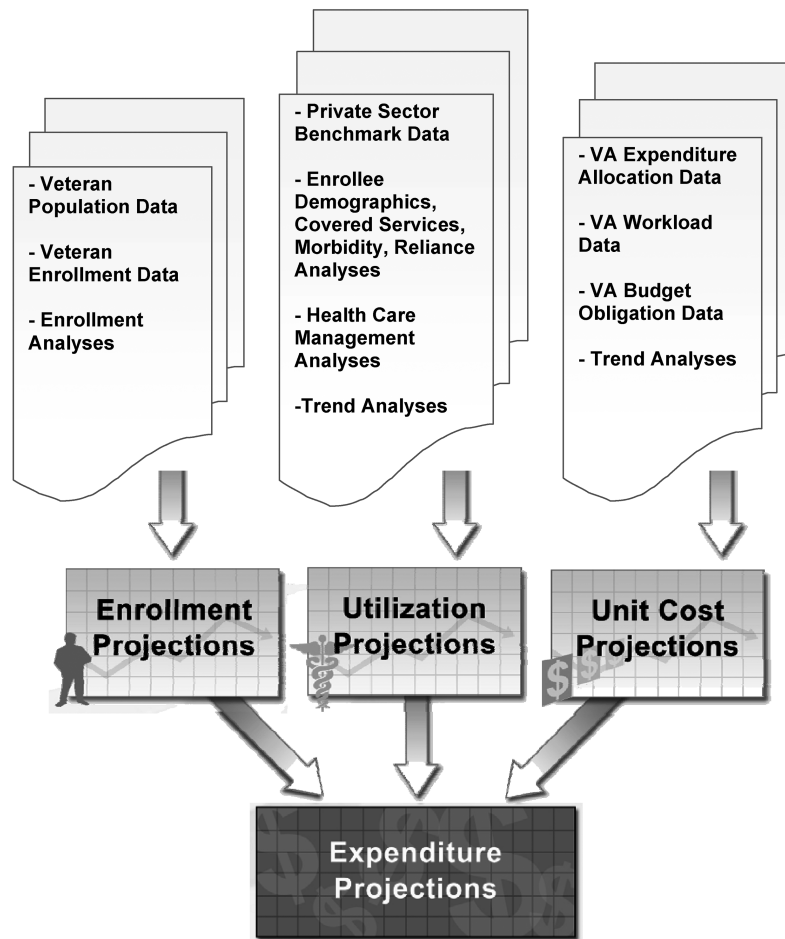 - Veteran
Population Data
- Veteran
Enrollment Data
- Enrollment
Analyses
- Private Sector
Benchmark Data
- Enrollee
Demographics,
Covered Services,
Morbidity, Reliance
Analyses
- Health Care
Management
Analyses
-Trend Analyses
- VA Expenditure
Allocation Data
- VA Workload
Data
- VA Budget
Obligation Data
- Trend Analyses
Enrollment
Projections
Utilization
Projections
Unit Cost
Projections
$
$
$
Expenditure
Projections